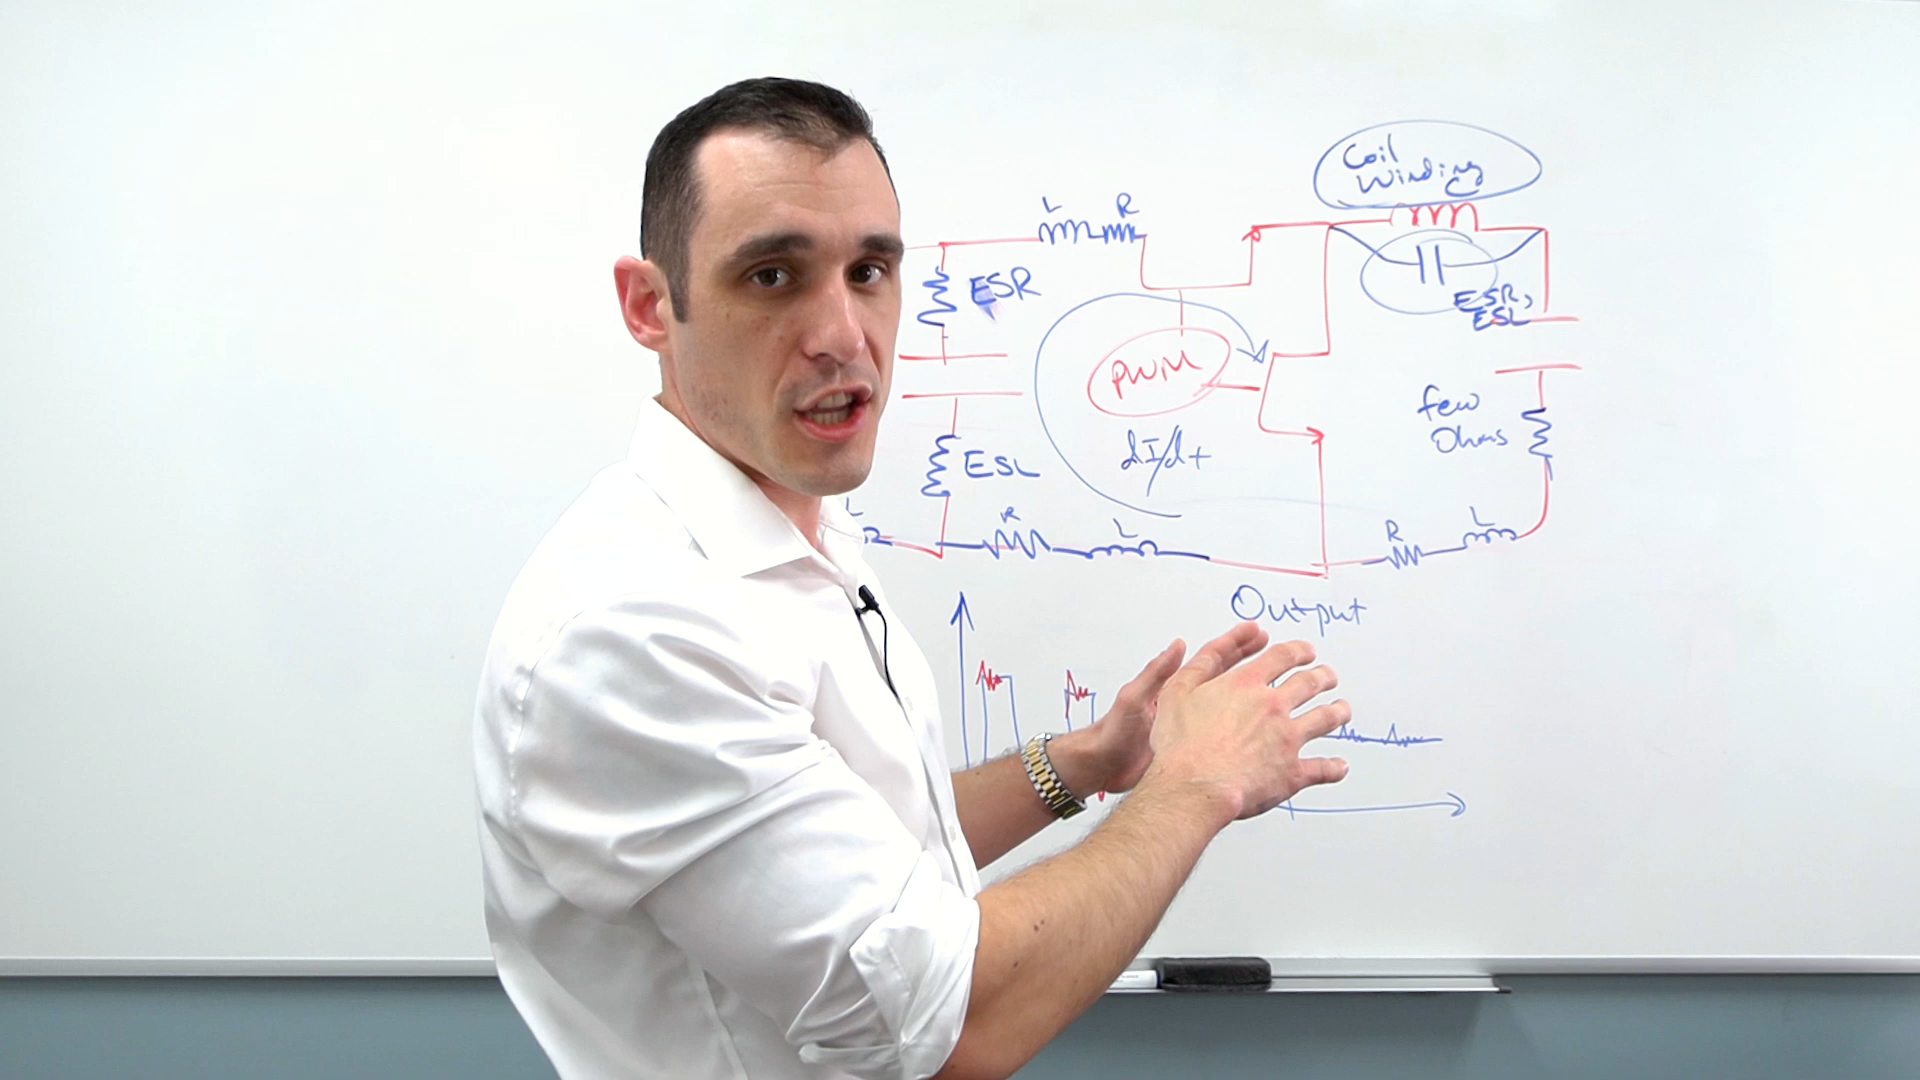 Coil
Winding
L
R
ESR
ESR,
ESL
PWM
few
Ohms
dI/dt
ESL
L
R
L
R
L
Output